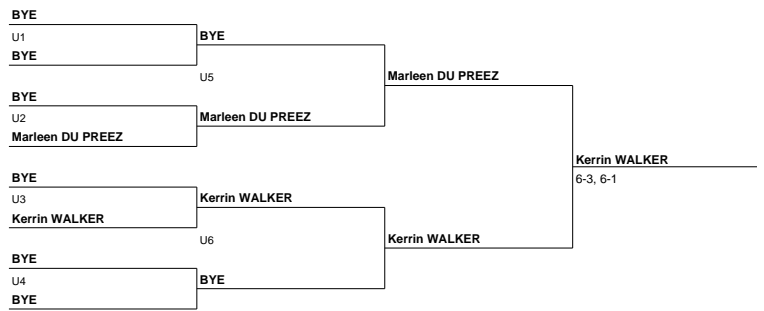 BYE
U1
BYE
BYE
U5
Marleen DU PREEZ
BYE
U2
Marleen DU PREEZ
Marleen DU PREEZ
Kerrin WALKER
6-3, 6-1
BYE
U3
Kerrin WALKER
Kerrin WALKER
U6
Kerrin WALKER
BYE
U4
BYE
BYE